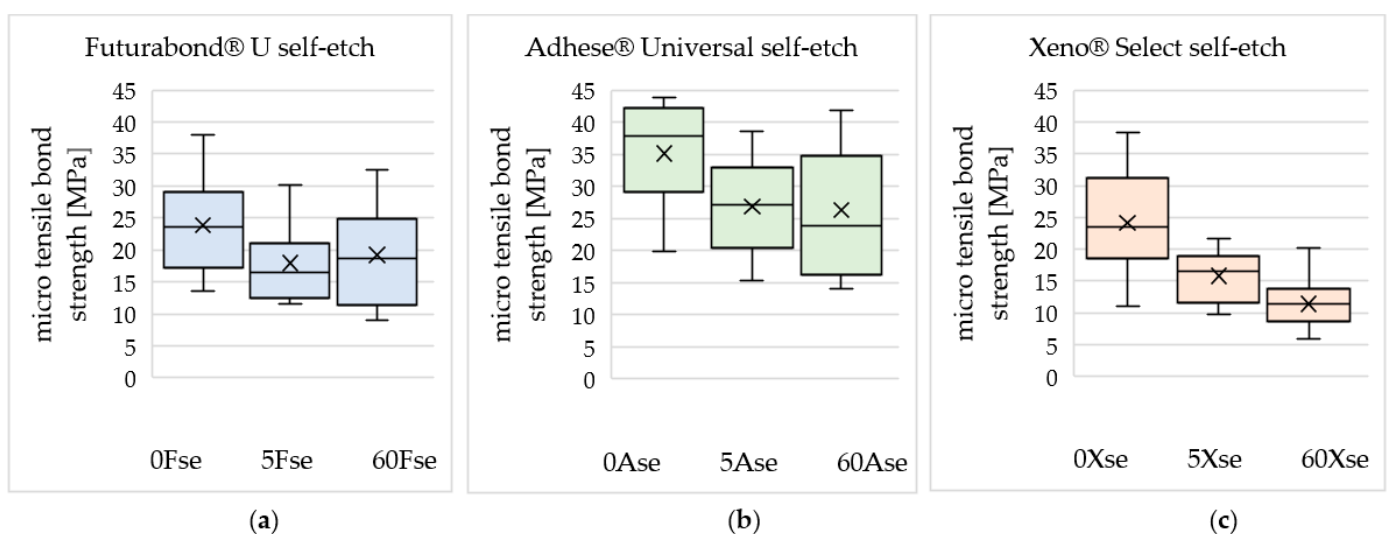 Futurabond® U self-etch
micro tensile bond
strength [MPa]
45
40
35
30
25
20
15
10
5
0
0Fse 5Fse 60Fse
(a)
Adhese® Universal self-etch
micro tensile bond
strength [MPa]
45
40
35
30
25
20
15
10
5
0
0Ase 5Ase 60Ase
(b)
Xeno® Select self-etch
micro tensile bond
strength [MPa]
45
40
35
30
25
20
15
10
5
0
0Xse 5Xse 60Xse
(c)